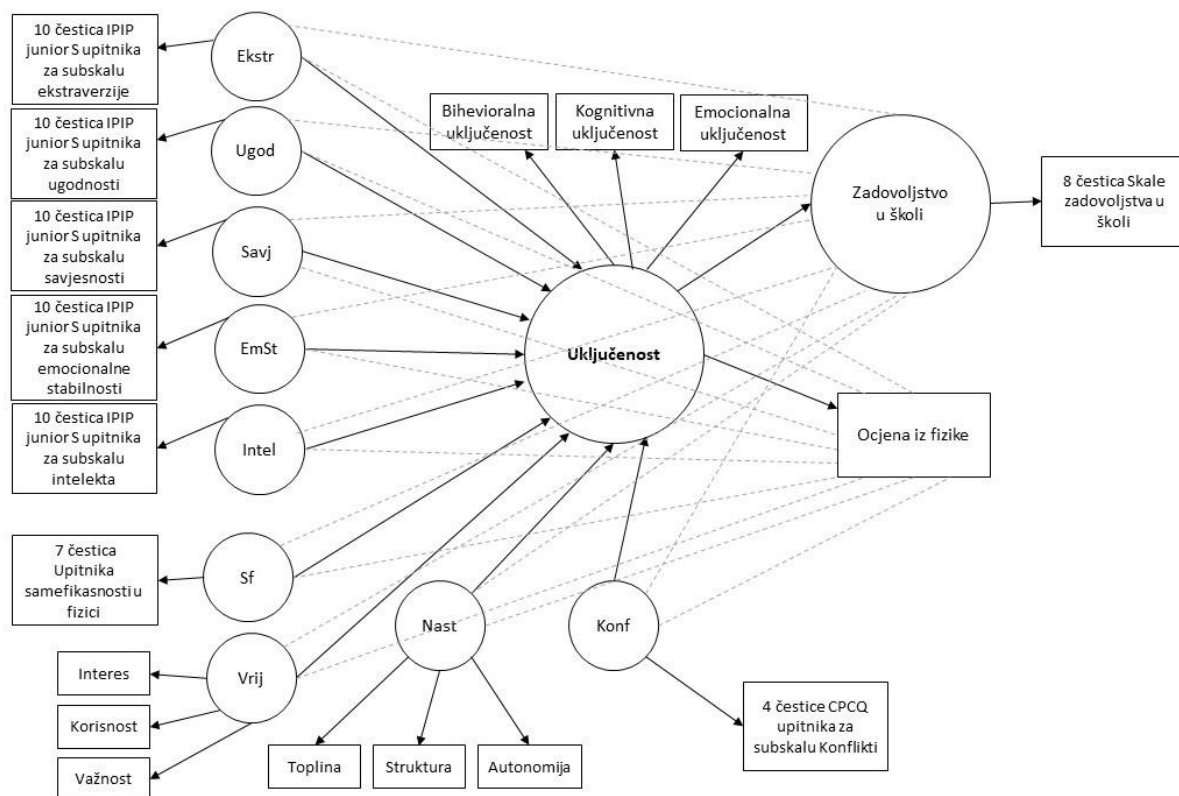 10 čestica IPIP
junior S upitnika
za subskalu
ekstraverzije
Ekstr
10 čestica IPIP
junior S upitnika
za subskalu
ugodnosti
Ugod
10 čestica IPIP
junior S upitnika
za subskalu
savjesnosti
Savj
10 čestica IPIP
junior S upitnika
za subskalu
emocionalne
stabilnosti
EmSt
10 čestica IPIP
junior S upitnika
za subskalu
intelekta
Intel
7 čestica
Upitnika
samefikasnosti u
fizici
Sf
Interes
Korisnost
Važnost
Vrij
Bihevioralna
uključenost
Kognitivna
uključenost
Emocionalna
uključenost
Uključenost
Zadovoljstvo
u školi
8 čestica Skale
zadovoljstva u
školi
Ocjena iz fizike
Nast
Toplina
Struktura
Autonomija
Konf
4 čestice CPCQ
upitnika za
subskalu Konflikti